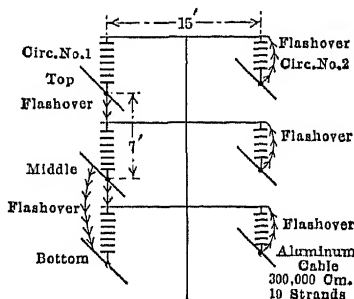 15'
Circ.No.1
Top
Flashover
7'
Middle
Flashover
Bottom
Flashover
Circ.No.2
Flashover
Flashover
Aluminum
Cable
300,000 Cm.
19 Strands